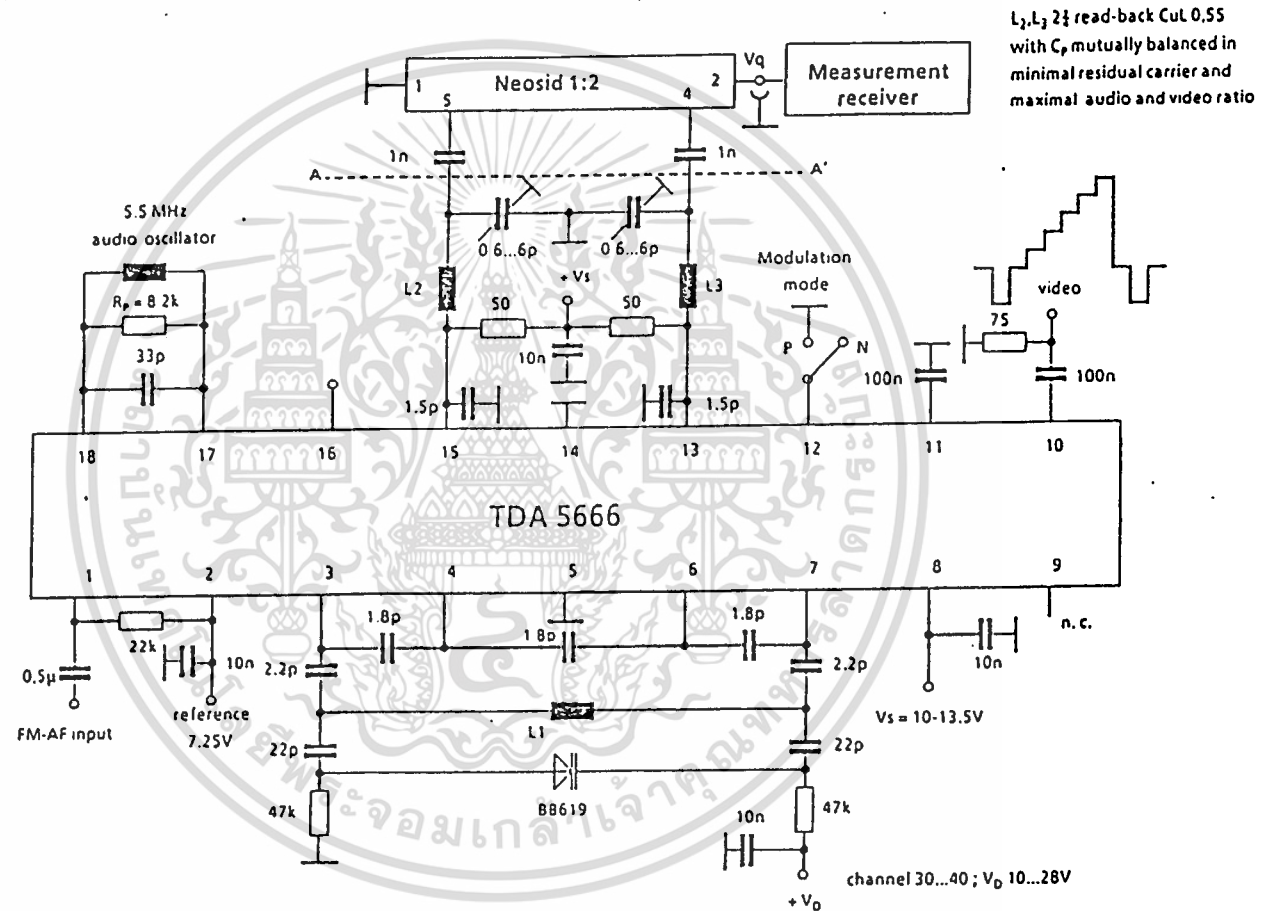 L2,L3 2¾ read-back CuL 0,55
with Cp mutually balanced in
minimal residual carrier and
maximal audio and video ratio
1 Neosid 1:2 2
5 4
Vq
Measurement
receiver
1n 1n
A A'
5.5 MHz
audio oscillator
Rp = 8 2k
33p
0 6...6p 0 6...6p
+ Vs
L2 L3
50 50
10n
1.5p 1.5p
Modulation
mode
P N
video
75
100n 100n
18 17 16 15 14 13 12 11 10
TDA 5666
1 2 3 4 5 6 7 8 9
n. c.
22k
0,5µ
10n
FM-AF input
reference
7.25V
1.8p 1 8p 1.8p
2.2p 2.2p
L1
22p 22p
BB619
47k 47k
10n
+ VD
10n
Vs = 10-13.5V
channel 30...40 ; VD 10...28V